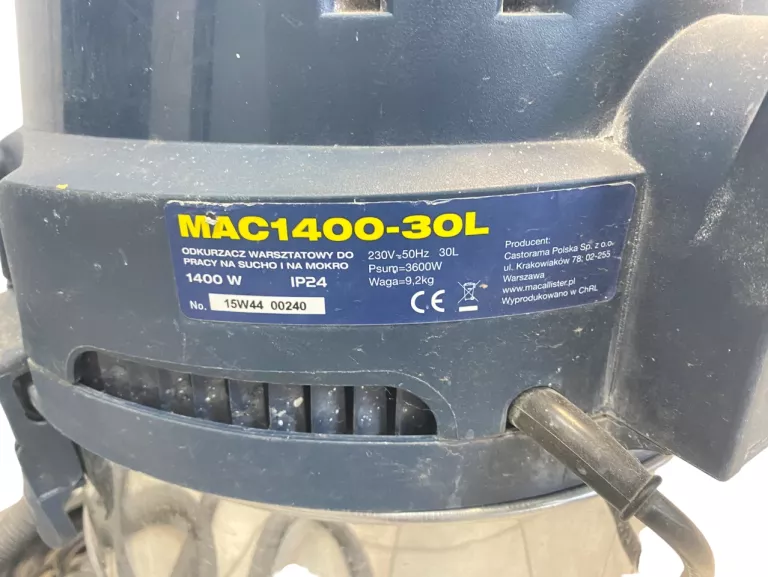 MAC1400-30L
ODKURZACZ WARSZTATOWY DO
PRACY NA SUCHO I NA MOKRO
1400 W IP24
No. 15W44 00240
230V~50Hz 30L
Psum=3600W
Waga=9,2kg
CE
Producent:
Castorama Polska Sp. z o.o.
ul. Krakowiaków 78; 02-255
Warszawa
www.macallister.pl
Wyprodukowano w ChRL